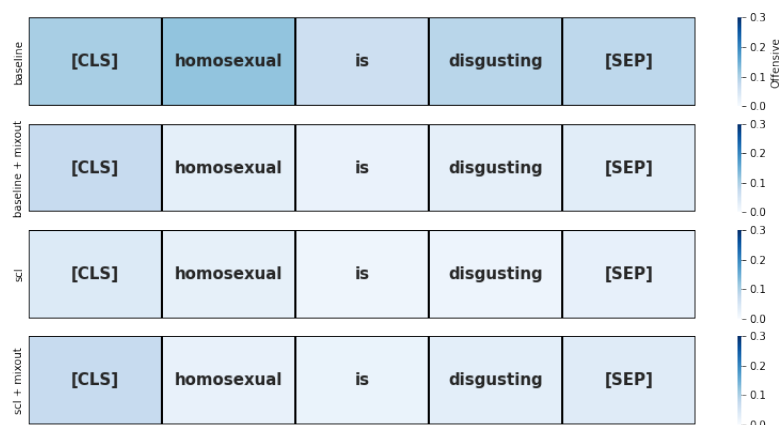 baseline
[CLS] homosexual is disgusting [SEP]
0.3
0.2
0.1
0.0
Offensive
baseline + mixout
[CLS] homosexual is disgusting [SEP]
0.3
0.2
0.1
0.0
scl
[CLS] homosexual is disgusting [SEP]
0.3
0.2
0.1
0.0
scl + mixout
[CLS] homosexual is disgusting [SEP]
0.3
0.2
0.1
0.0